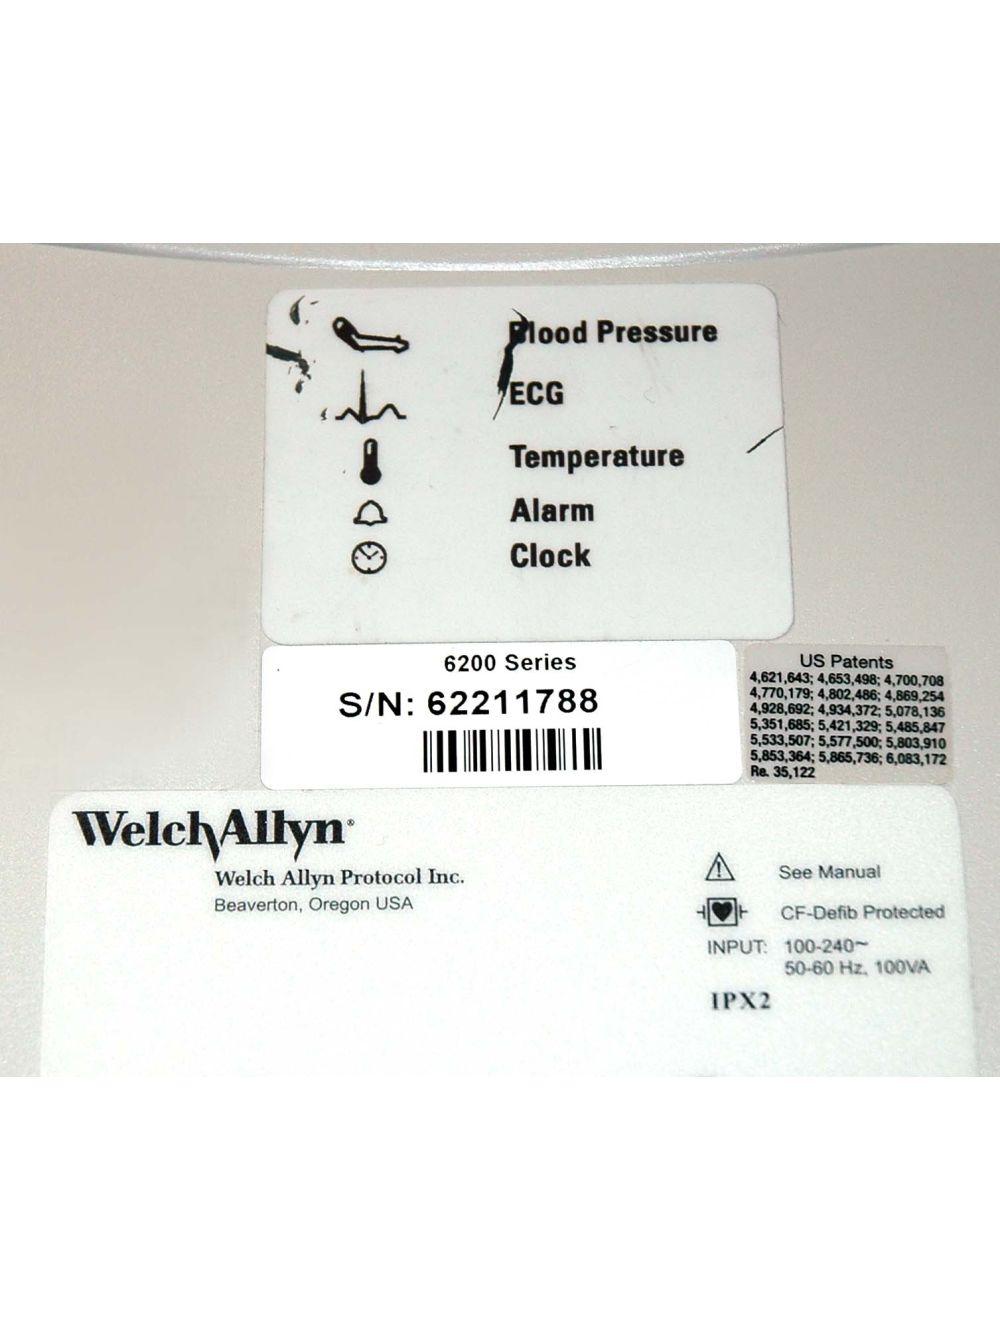 Blood Pressure
ECG
Temperature
Alarm
Clock
6200 Series
S/N: 62211788
US Patents
4,621,643; 4,653,498; 4,700,708
4,770,179; 4,802,486; 4,869,254
4,928,692; 4,934,372; 5,078,136
5,351,685; 5,421,329; 5,485,847
5,533,507; 5,577,500; 5,803,910
5,853,364; 5,865,736; 6,083,172
Re. 35,122
WelchAllyn®
Welch Allyn Protocol Inc.
Beaverton, Oregon USA
See Manual
CF-Defib Protected
INPUT: 100-240~
50-60 Hz, 100VA
IPX2